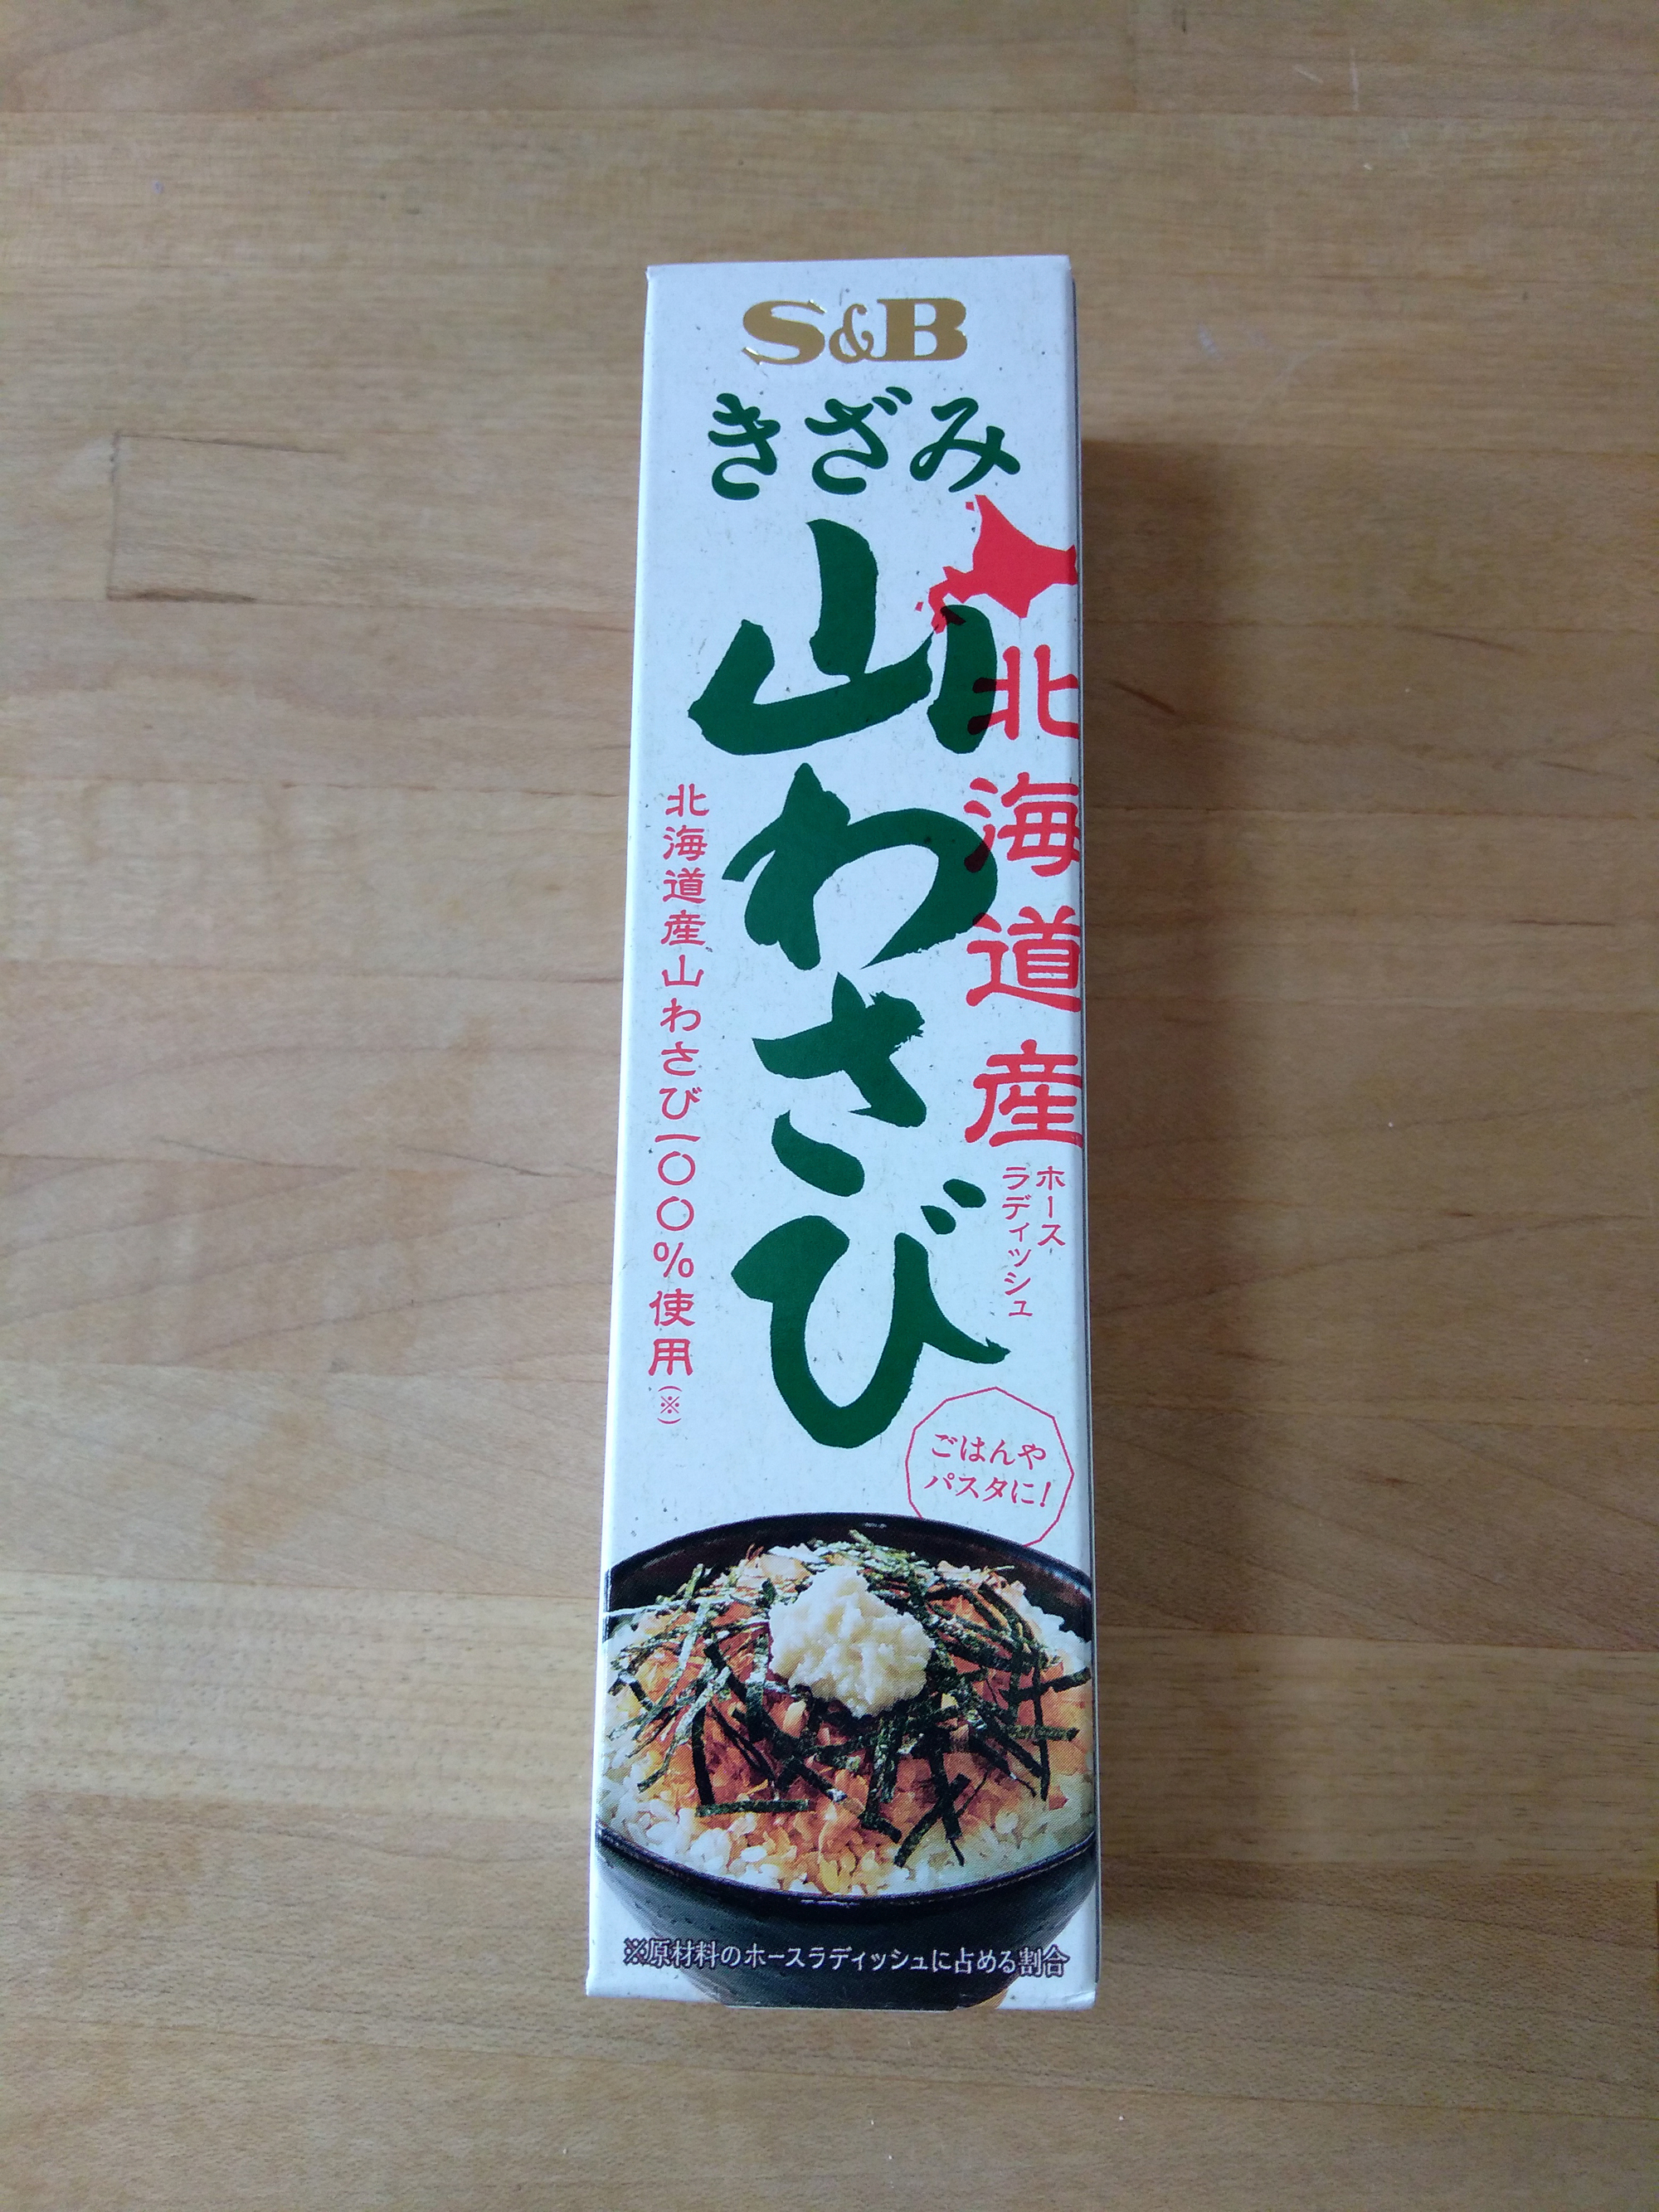 S&B
きざみ
山わさび
北海道産
ホース
ラディッシュ
北海道産山わさび一〇〇%使用(※)
ごはんや
パスタに!
※原材料のホースラディッシュに占める割合